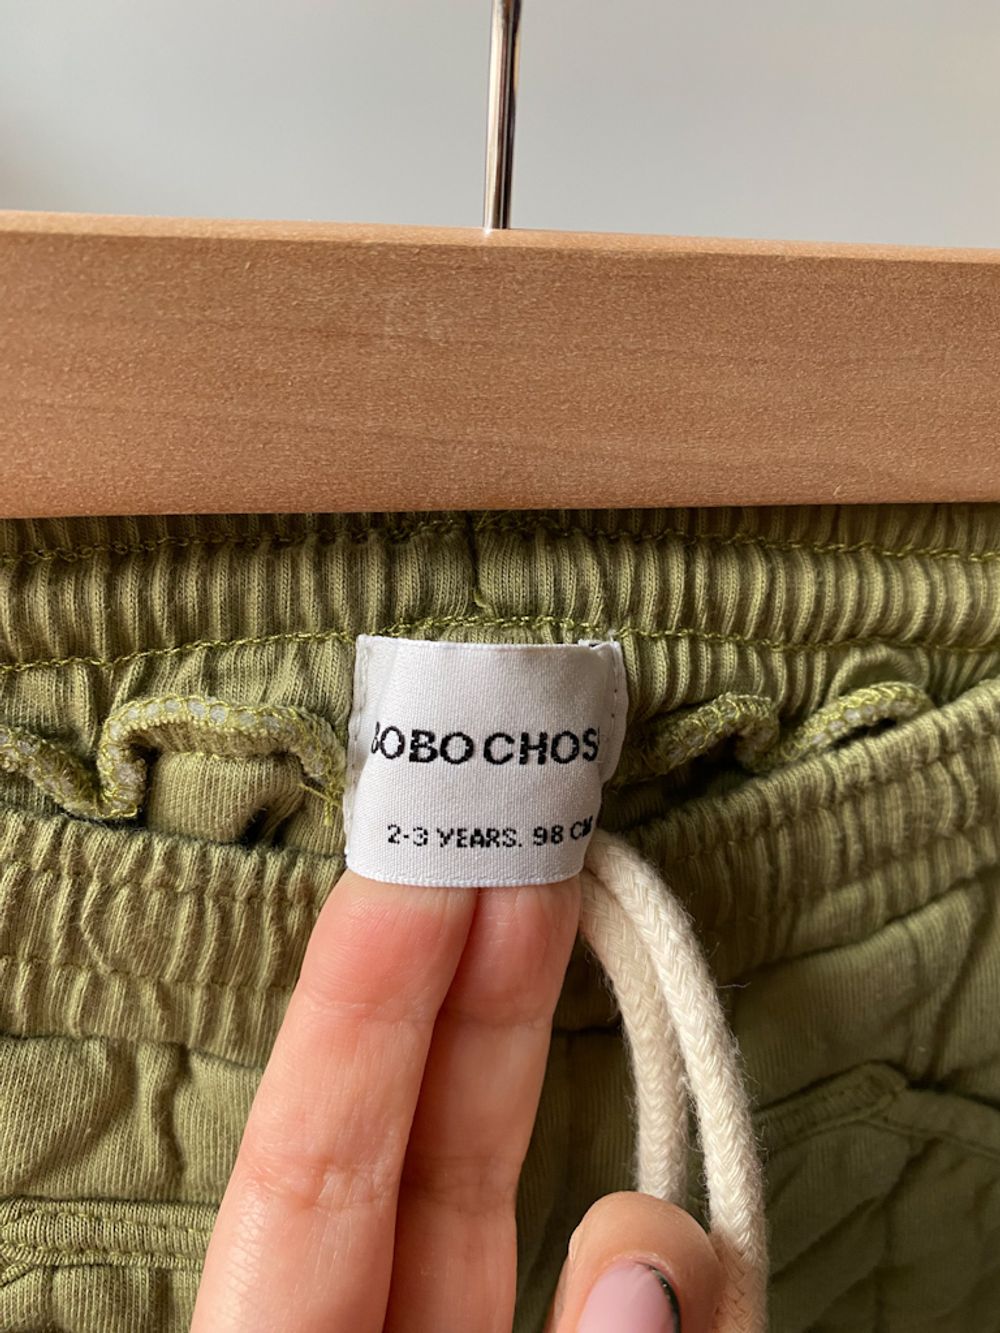 BOBO CHOS
2-3 YEARS. 98 CM